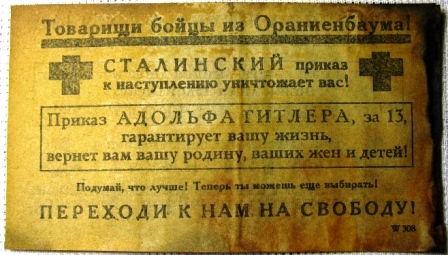 Товарищи бойцы из Ораниенбаума!
СТАЛИНСКИЙ приказ
к наступлению уничтожает вас!
Приказ АДОЛЬФА ГИТЛЕРА, за 13,
гарантирует вашу жизнь,
вернет вам вашу родину, ваших жен и детей!
Подумай, что лучше! Теперь ты можешь еще выбирать!
ПЕРЕХОДИ К НАМ НА СВОБОДУ!
W 308